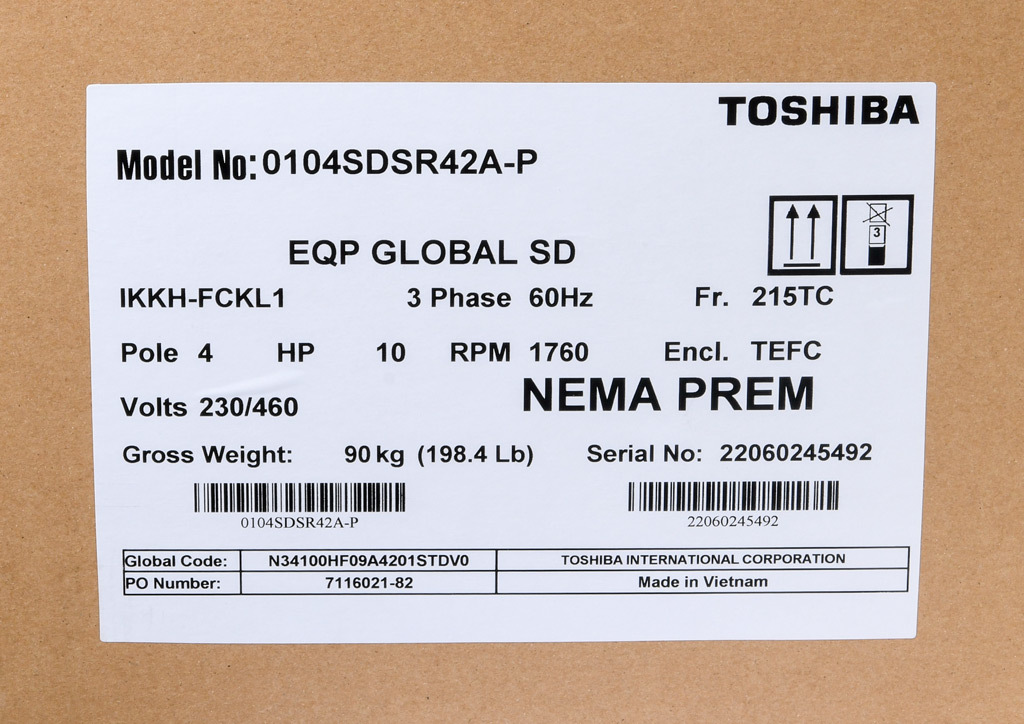 TOSHIBA
Model No: 0104SDSR42A-P
EQP GLOBAL SD
3
IKKH-FCKL1 3 Phase 60Hz Fr. 215TC
Pole 4 HP 10 RPM 1760 Encl. TEFC
Volts 230/460 NEMA PREM
Gross Weight: 90 kg (198.4 Lb) Serial No: 22060245492
0104SDSR42A-P 22060245492
Global Code: N34100HF09A4201STDV0 TOSHIBA INTERNATIONAL CORPORATION
PO Number: 7116021-82 Made in Vietnam